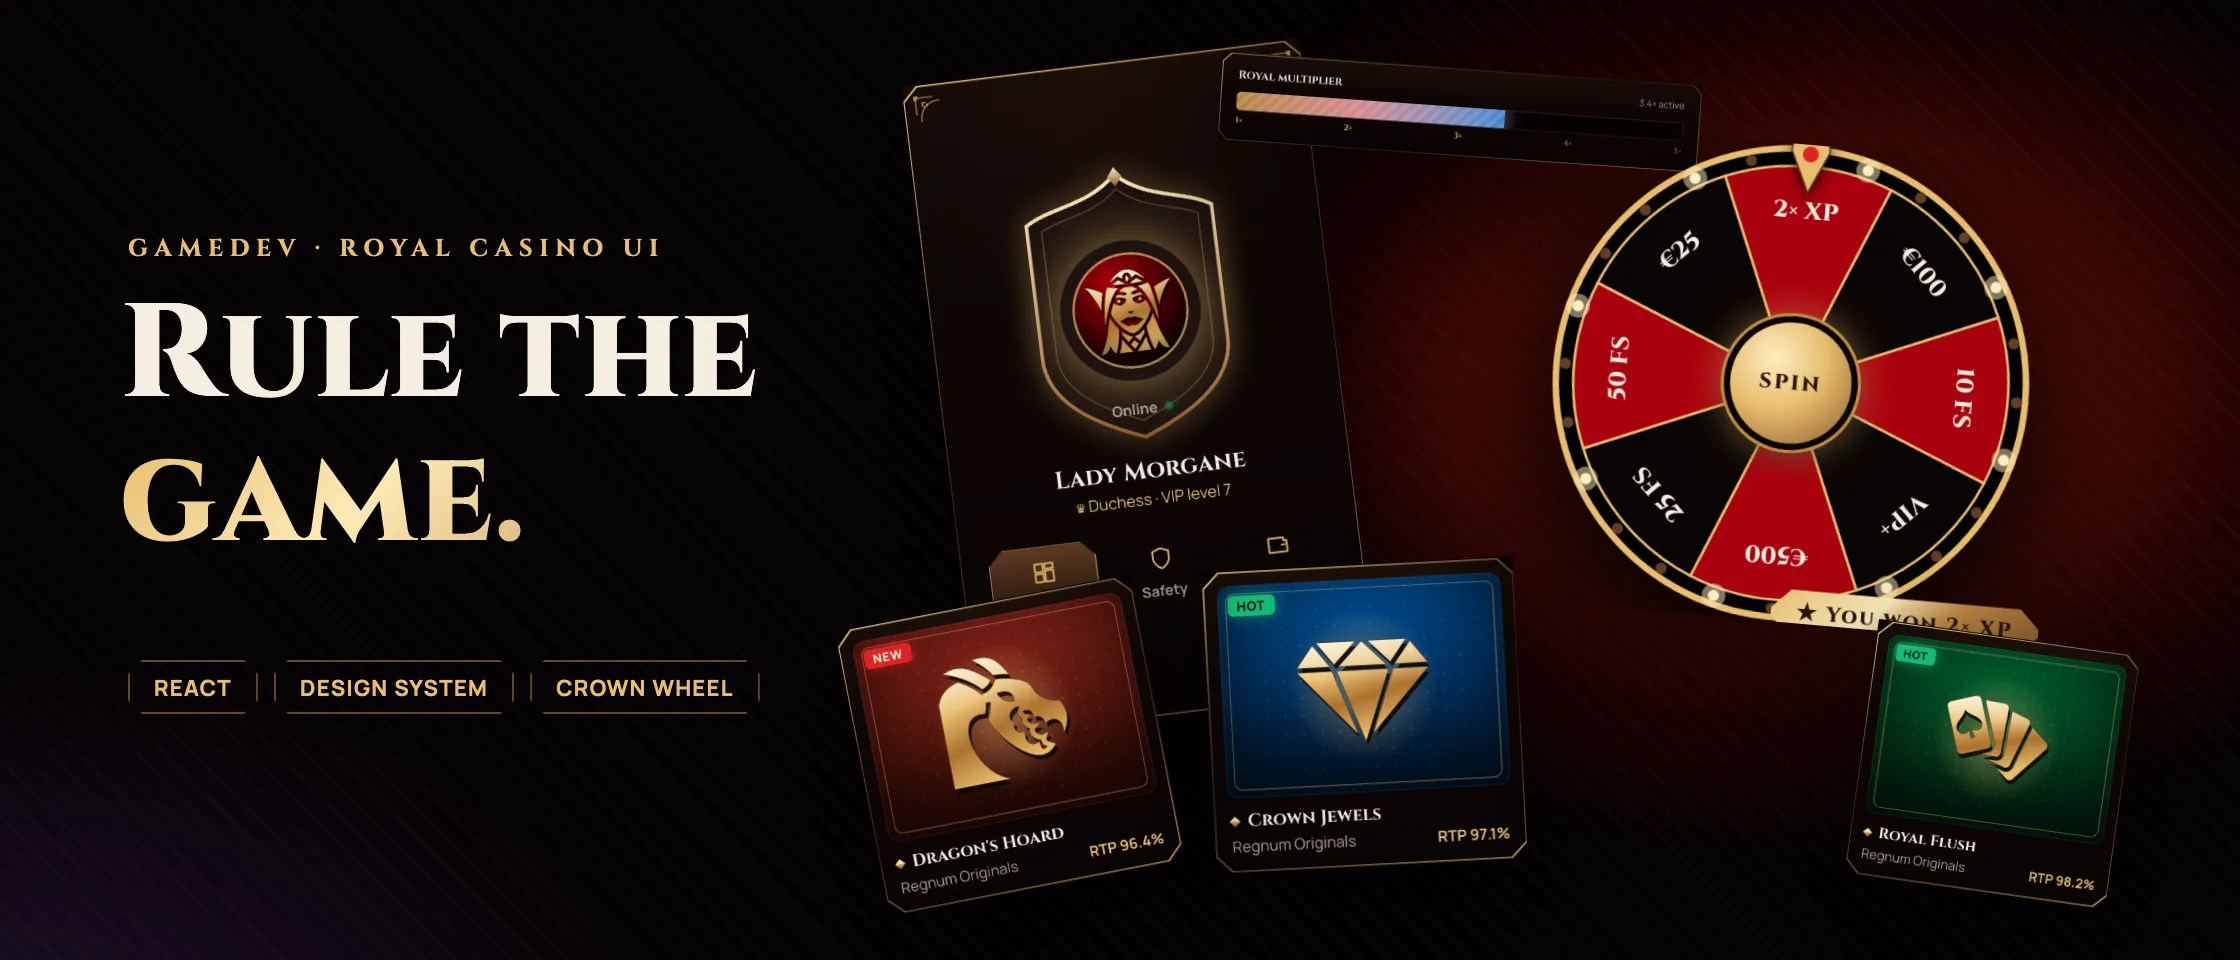 GAMEDEV · ROYAL CASINO UI
RULE THE
GAME.
REACT
DESIGN SYSTEM
CROWN WHEEL
ROYAL MULTIPLIER
3.4× active
1×
2×
3×
4×
5×
Online
LADY MORGANE
♛ Duchess · VIP level 7
Safety
2× XP
€100
10 FS
VIP+
€500
25 FS
50 FS
€25
SPIN
★ YOU WON 2× XP
NEW
DRAGON'S HOARD
Regnum Originals
RTP 96.4%
HOT
CROWN JEWELS
Regnum Originals
RTP 97.1%
HOT
ROYAL FLUSH
Regnum Originals
RTP 98.2%